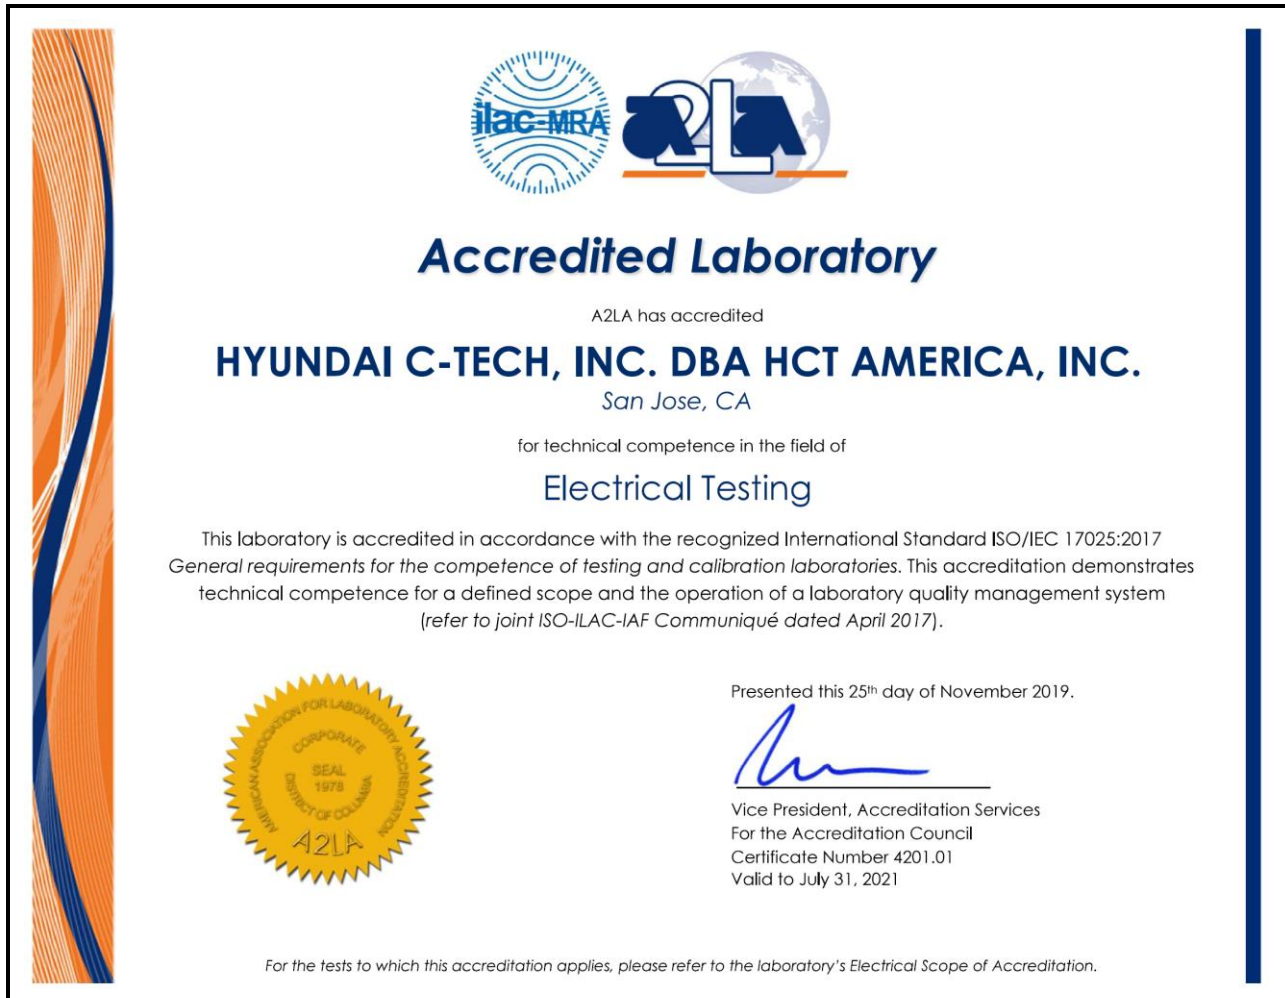 ilac-MRA
A2LA
Accredited Laboratory
A2LA has accredited
HYUNDAI C-TECH, INC. DBA HCT AMERICA, INC.
San Jose, CA
for technical competence in the field of
Electrical Testing
This laboratory is accredited in accordance with the recognized International Standard ISO/IEC 17025:2017
General requirements for the competence of testing and calibration laboratories. This accreditation demonstrates
technical competence for a defined scope and the operation of a laboratory quality management system
(refer to joint ISO-ILAC-IAF Communiqué dated April 2017).
AMERICAN ASSOCIATION FOR LABORATORY ACCREDITATION
CORPORATE
SEAL
1978
DISTRICT OF COLUMBIA
A2LA
Presented this 25th day of November 2019.
Vice President, Accreditation Services
For the Accreditation Council
Certificate Number 4201.01
Valid to July 31, 2021
For the tests to which this accreditation applies, please refer to the laboratory's Electrical Scope of Accreditation.